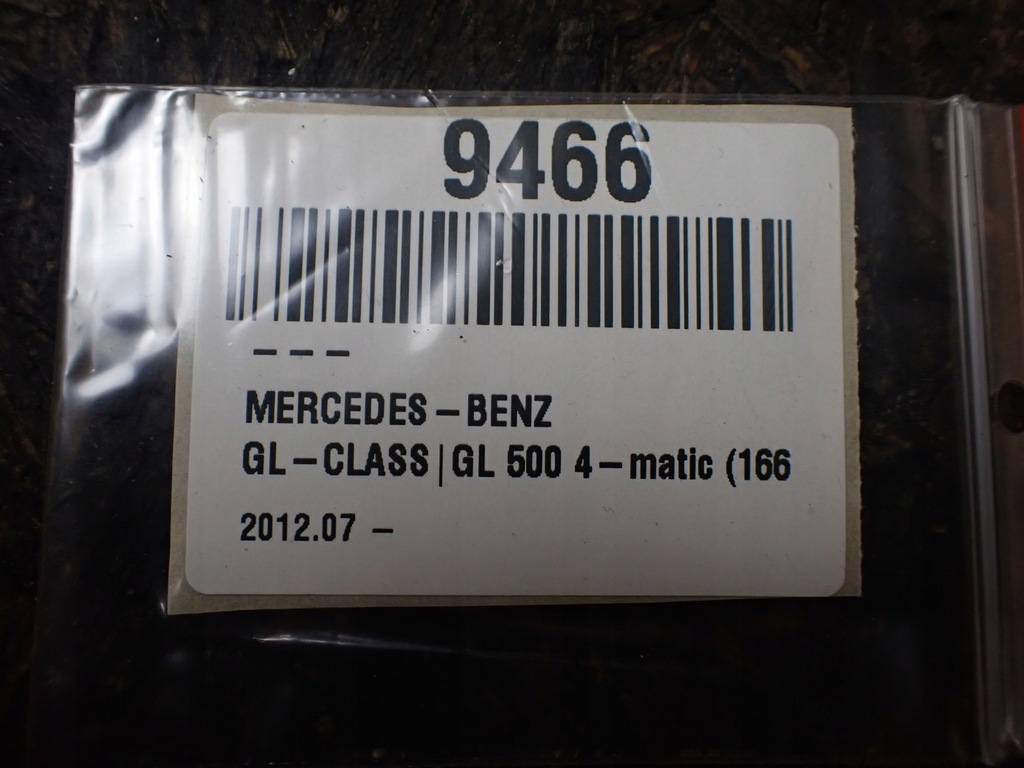 9466
– – –
MERCEDES – BENZ
GL – CLASS | GL 500 4 – matic (166
2012.07 –